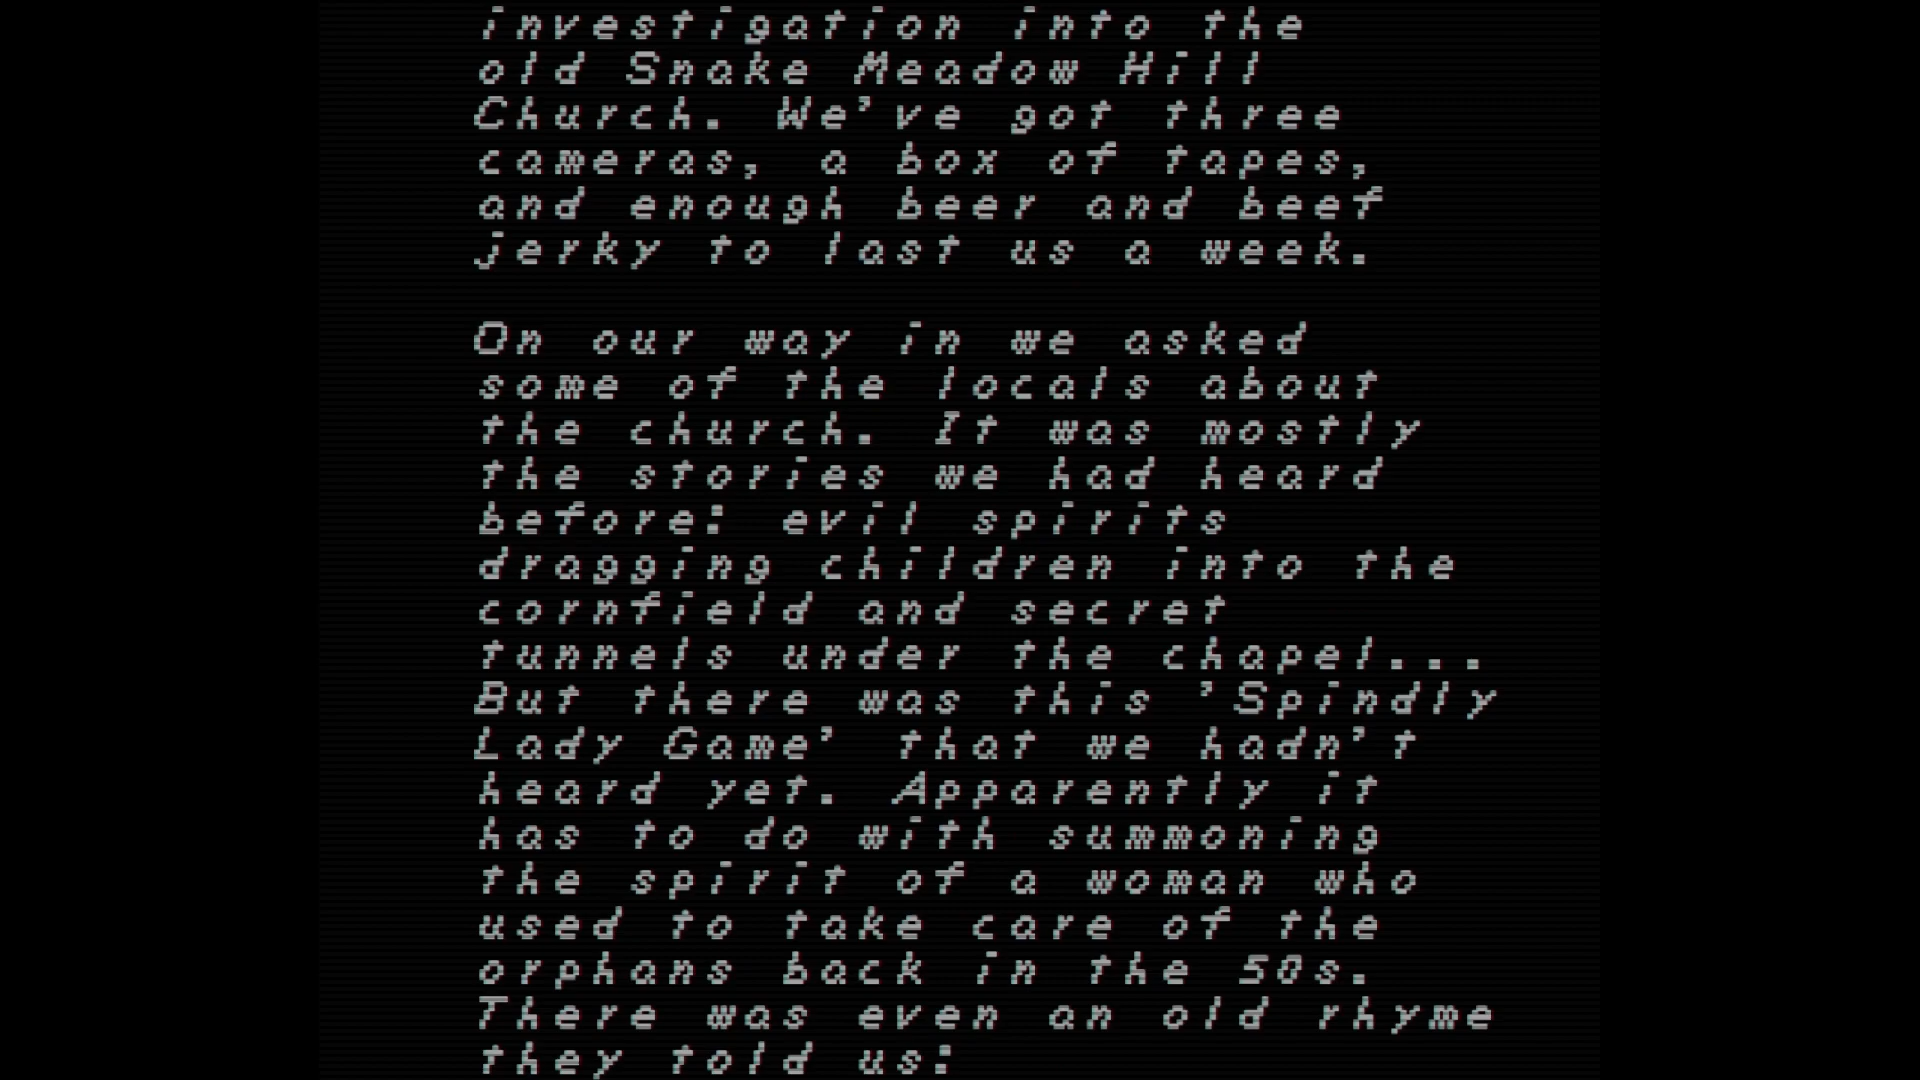 investigation into the
old Snake Meadow Hill
Church. We've got three
cameras, a box of tapes,
and enough beer and beef
jerky to last us a week.
On our way in we asked
some of the locals about
the church. It was mostly
the stories we had heard
before: evil spirits
dragging children into the
cornfield and secret
tunnels under the chapel...
But there was this 'Spindly
Lady Game' that we hadn't
heard yet. Apparently it
has to do with summoning
the spirit of a woman who
used to take care of the
orphans back in the 50s.
There was even an old rhyme
they told us: